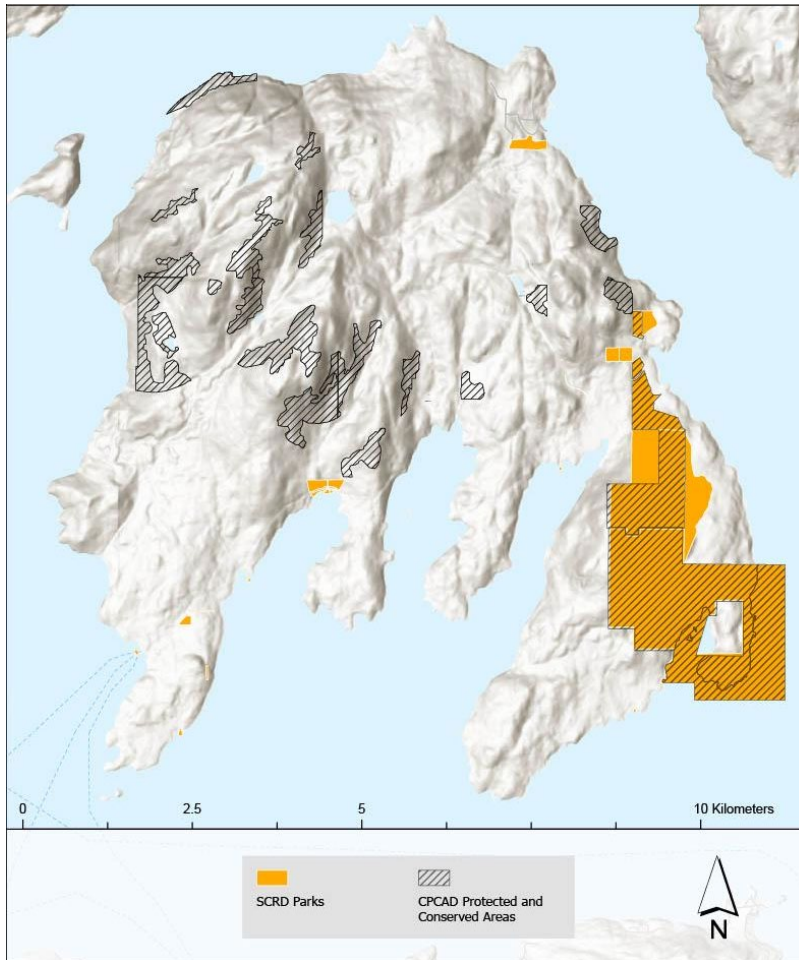 0 2.5 5 10 Kilometers
SCRD Parks
CPCAD Protected and
Conserved Areas
N